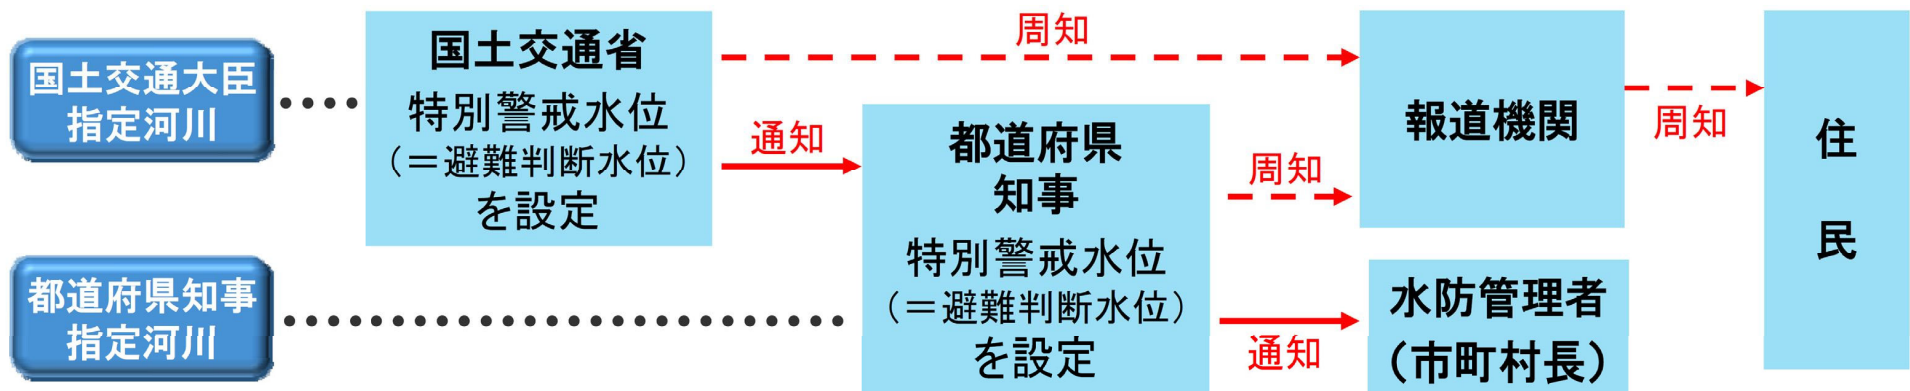 国土交通大臣
指定河川
国土交通省
特別警戒水位
(=避難判断水位)
を設定
周知
通知
都道府県
知事
特別警戒水位
(=避難判断水位)
を設定
周知
報道機関
周知
住
民
都道府県知事
指定河川
通知
水防管理者
(市町村長)